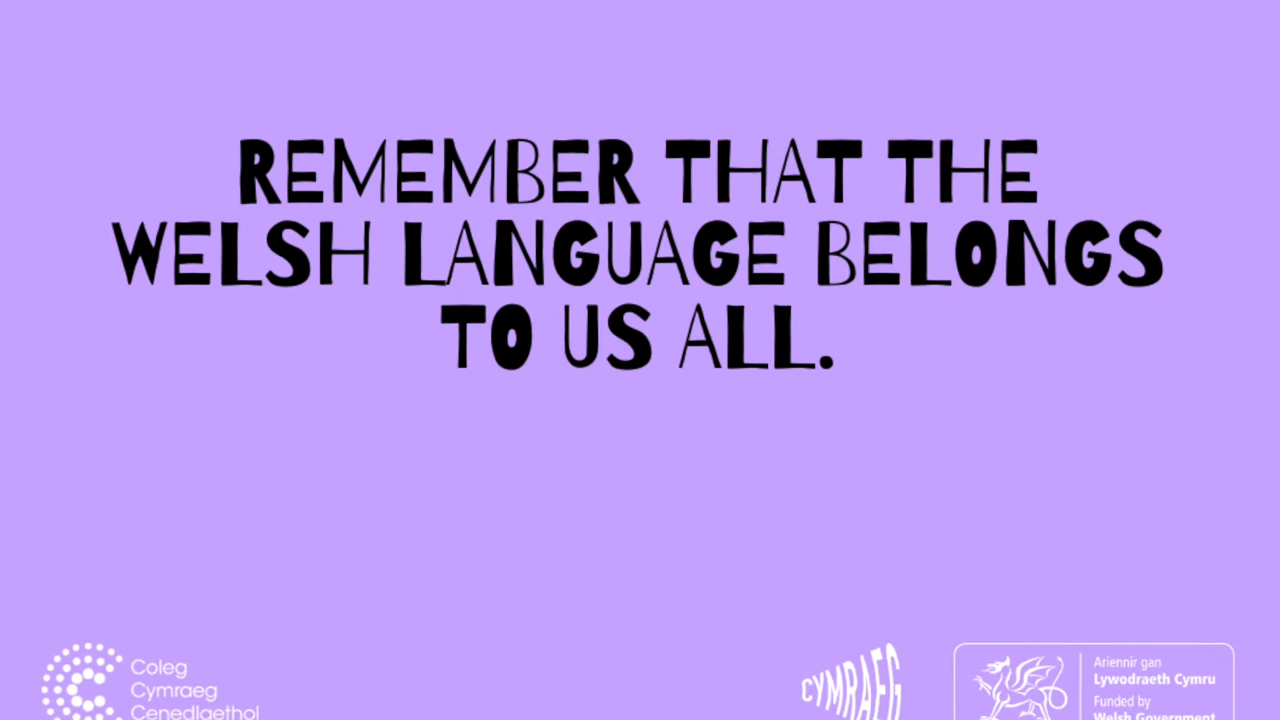 REMEMBER THAT THE
WELSH LANGUAGE BELONGS
TO US ALL.
Coleg
Cymraeg
Cenedlaethol
CYMRAEG
Ariennir gan
Lywodraeth Cymru
Funded by
Welsh Government